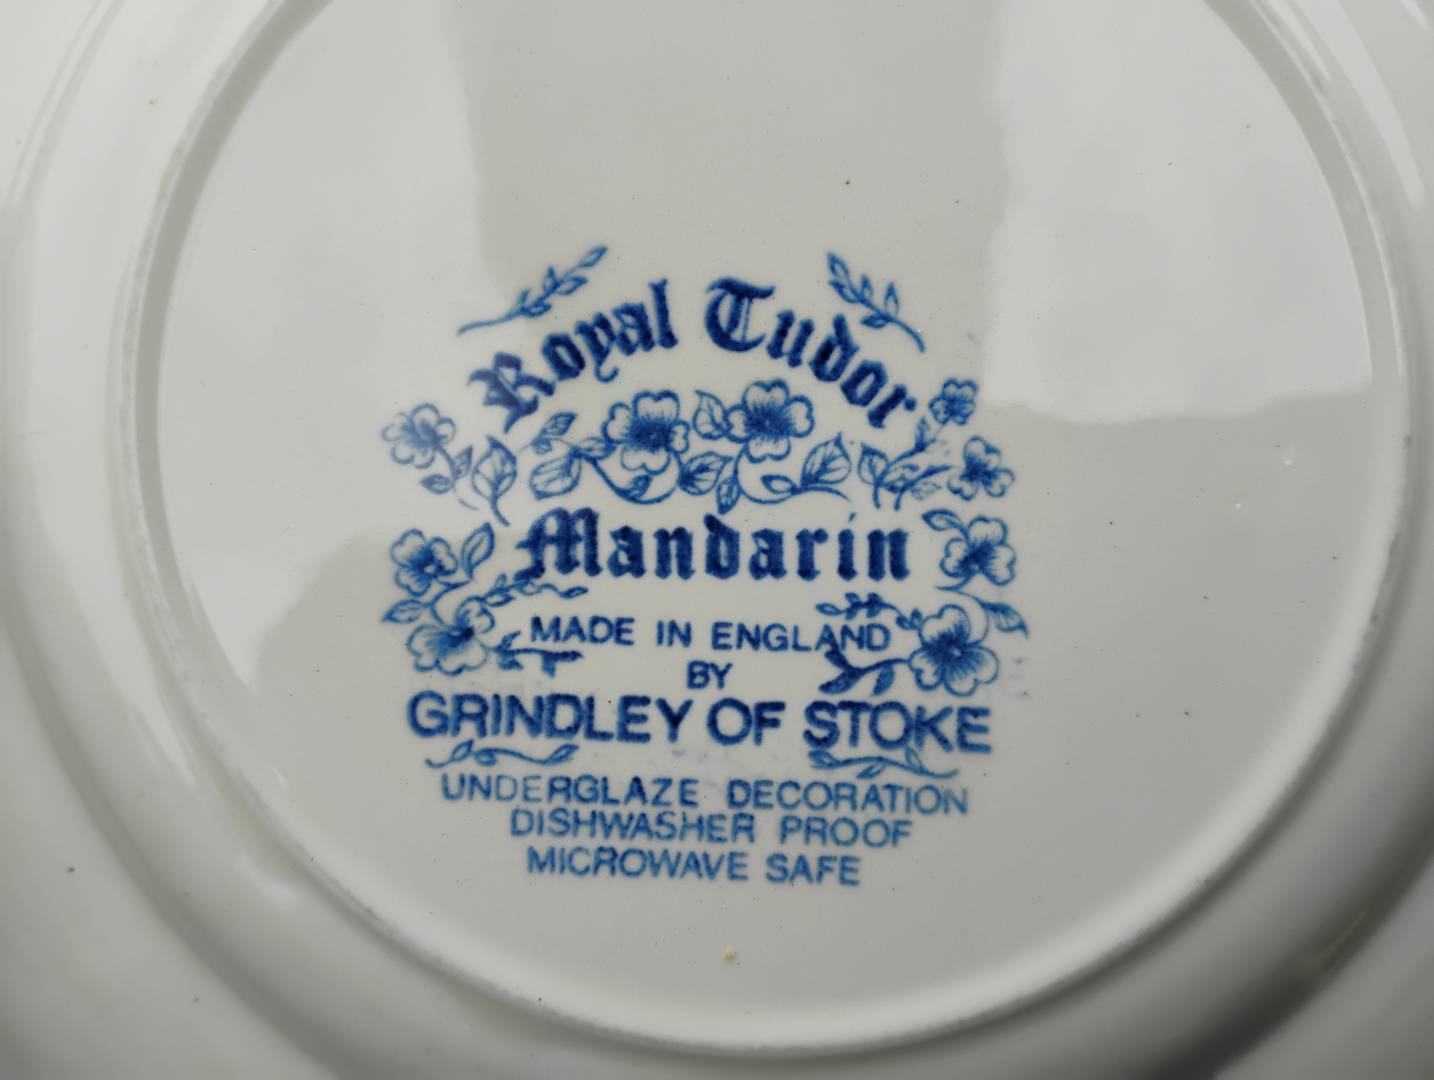 Royal Tudor
Mandarin
MADE IN ENGLAND
BY
GRINDLEY OF STOKE
UNDERGLAZE DECORATION
DISHWASHER PROOF
MICROWAVE SAFE